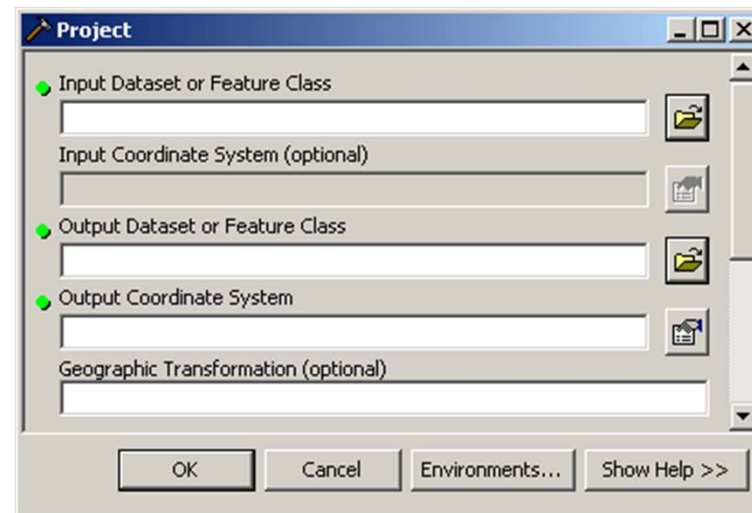 Project
Input Dataset or Feature Class
Input Coordinate System (optional)
Output Dataset or Feature Class
Output Coordinate System
Geographic Transformation (optional)
OK Cancel Environments... Show Help >>